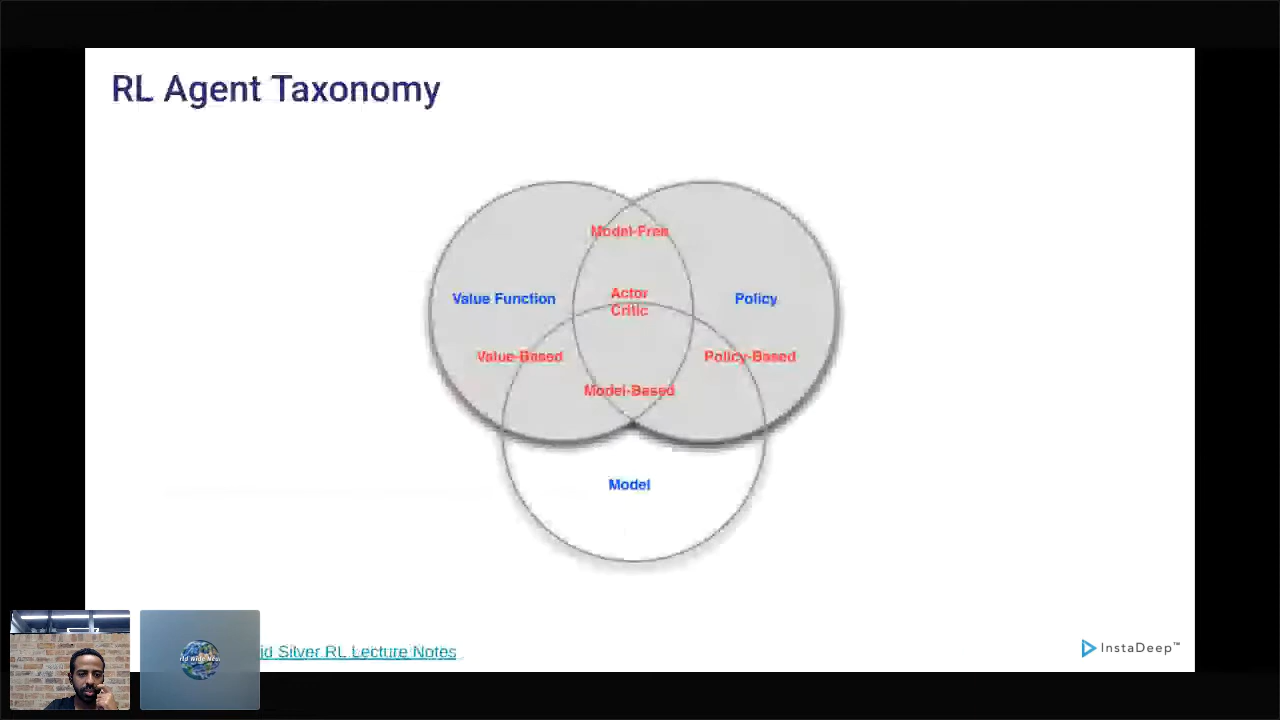 RL Agent Taxonomy
Model-Free
Value Function
Actor
Critic
Policy
Value-Based
Policy-Based
Model-Based
Model
id Silver RL Lecture Notes
InstaDeep™